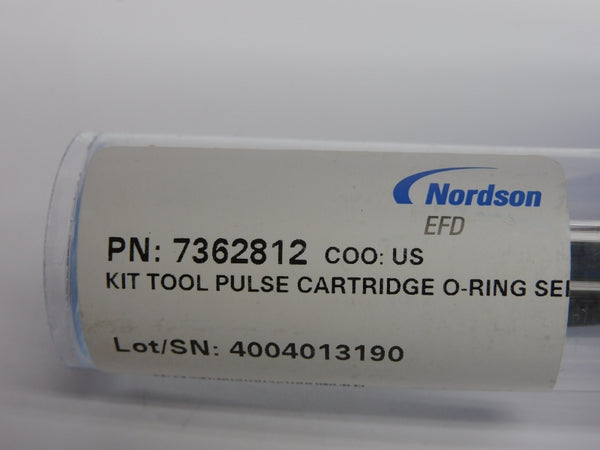 Nordson
EFD
PN: 7362812 COO: US
KIT TOOL PULSE CARTRIDGE O-RING
Lot/SN: 4004013190